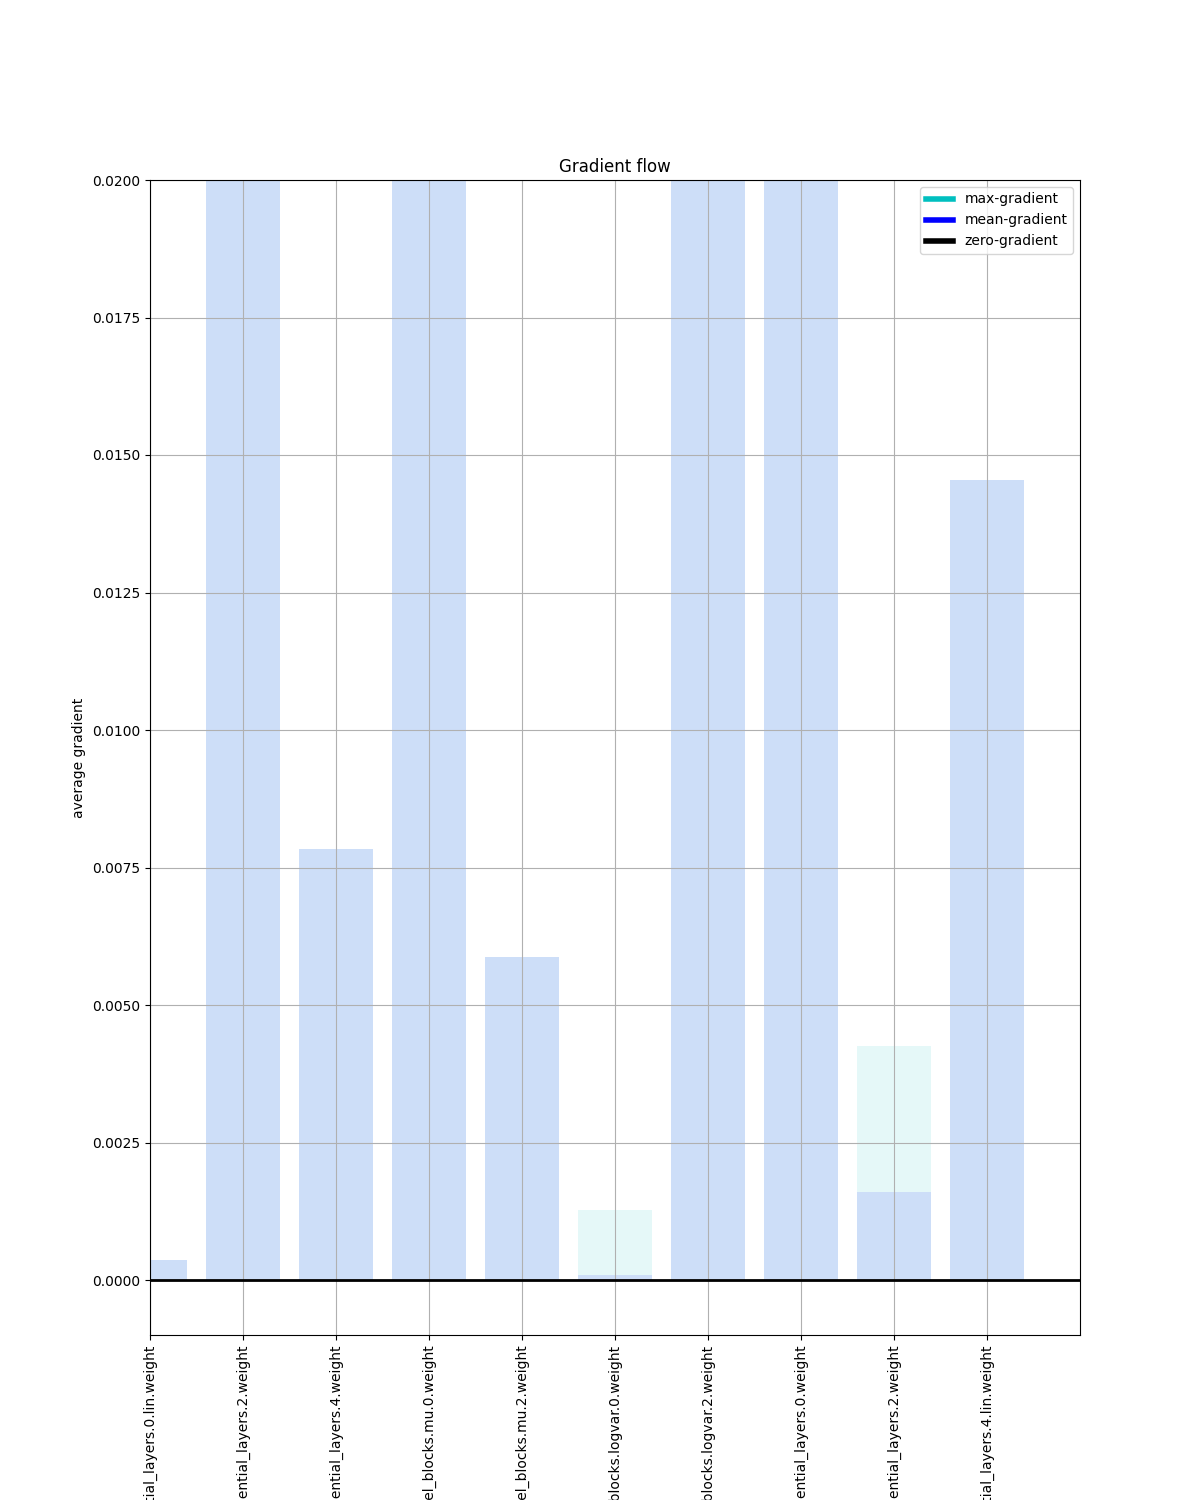 Gradient flow
max-gradient
mean-gradient
zero-gradient
0.0200
0.0175
0.0150
0.0125
0.0100
0.0075
0.0050
0.0025
0.0000
average gradient
tial_layers.0.lin.weight
ential_layers.2.weight
ential_layers.4.weight
el_blocks.mu.0.weight
el_blocks.mu.2.weight
blocks.logvar.0.weight
blocks.logvar.2.weight
ential_layers.0.weight
ential_layers.2.weight
tial_layers.4.lin.weight